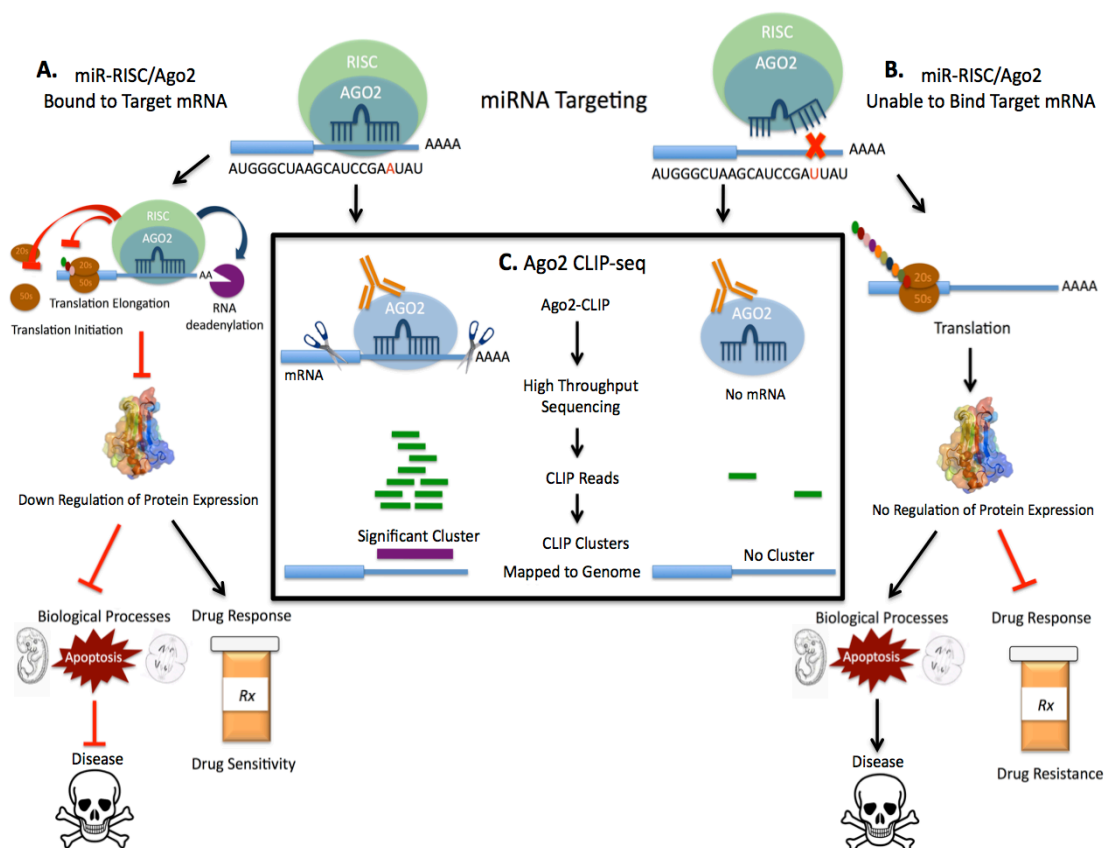 A. miR-RISC/Ago2
Bound to Target mRNA
RISC
AGO2
AAAA
AUGGGCUAAGCAUCCGAAUAU
miRNA Targeting
RISC
AGO2
AAAA
AUGGGCUAAGCAUCCGAUUAU
B. miR-RISC/Ago2
Unable to Bind Target mRNA
RISC
AGO2
20s
20s
50s
50s
AA
Translation Elongation
Translation Initiation
RNA
deadenylation
Down Regulation of Protein Expression
Biological Processes
Apoptosis
Disease
Drug Response
Rx
Drug Sensitivity
C. Ago2 CLIP-seq
AGO2
AAAA
mRNA
Significant Cluster
Ago2-CLIP
High Throughput
Sequencing
CLIP Reads
CLIP Clusters
Mapped to Genome
AGO2
No mRNA
No Cluster
20s
50s
AAAA
Translation
No Regulation of Protein Expression
Biological Processes
Apoptosis
Disease
Drug Response
Rx
Drug Resistance